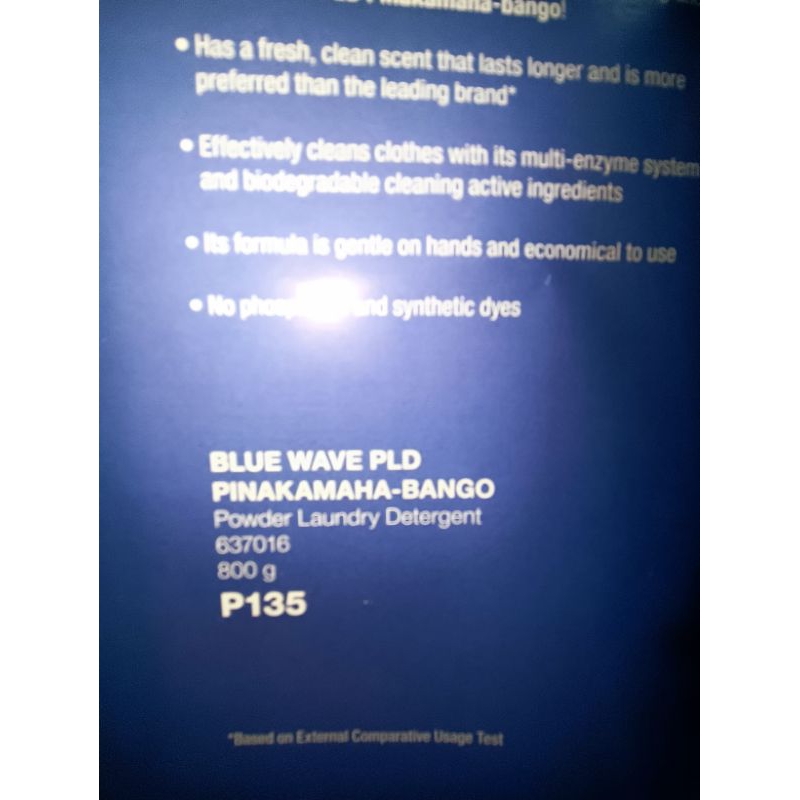 Pinakamaha-Bango!
• Has a fresh, clean scent that lasts longer and is more
preferred than the leading brand*
• Effectively cleans clothes with its multi-enzyme system
and biodegradable cleaning active ingredients
• Its formula is gentle on hands and economical to use
• No and synthetic dyes
BLUE WAVE PLD
PINAKAMAHA-BANGO
Powder Laundry Detergent
637016
800 g
P135
*Based on External Comparative Usage Test